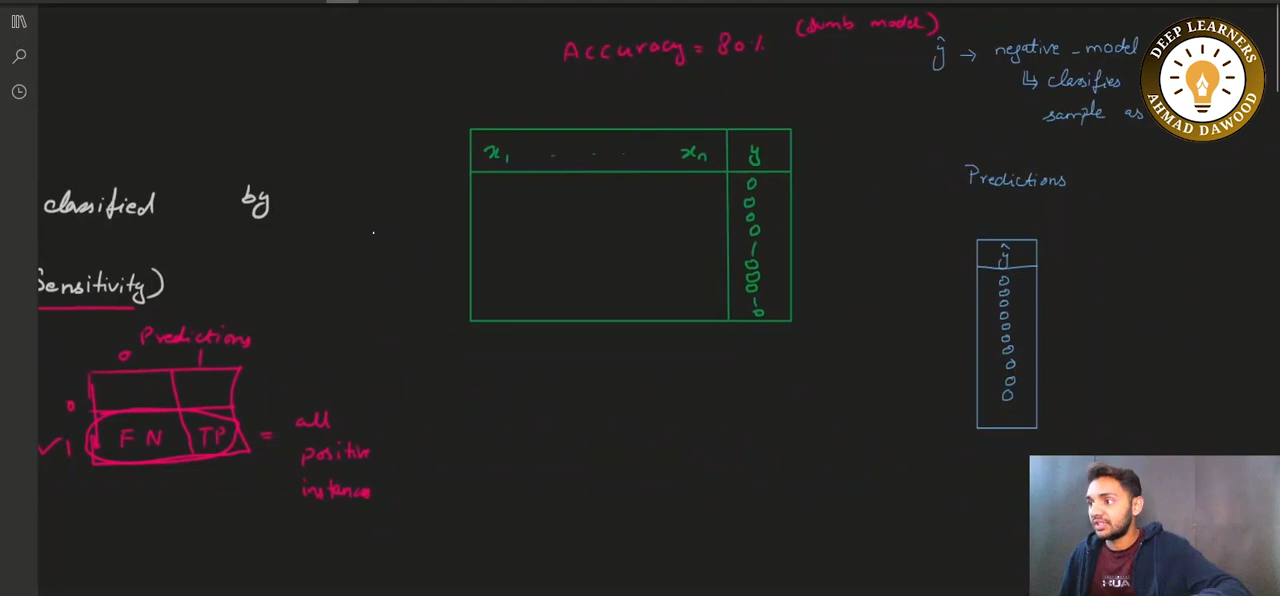 Accuracy = 80%
(dumb model)
ŷ → negative_model
↳ classifies
sample as
DEEP LEARNERS
AHMAD DAWOOD
x₁ . . . xₙ y
0
0
0
0
1
0
0
0
1
0
Predictions
ŷ
0
0
0
0
0
0
0
0
0
0
classified by
Sensitivity)
Predictions
0 1
0
✓1 FN TP = all
positive
instances
HUA